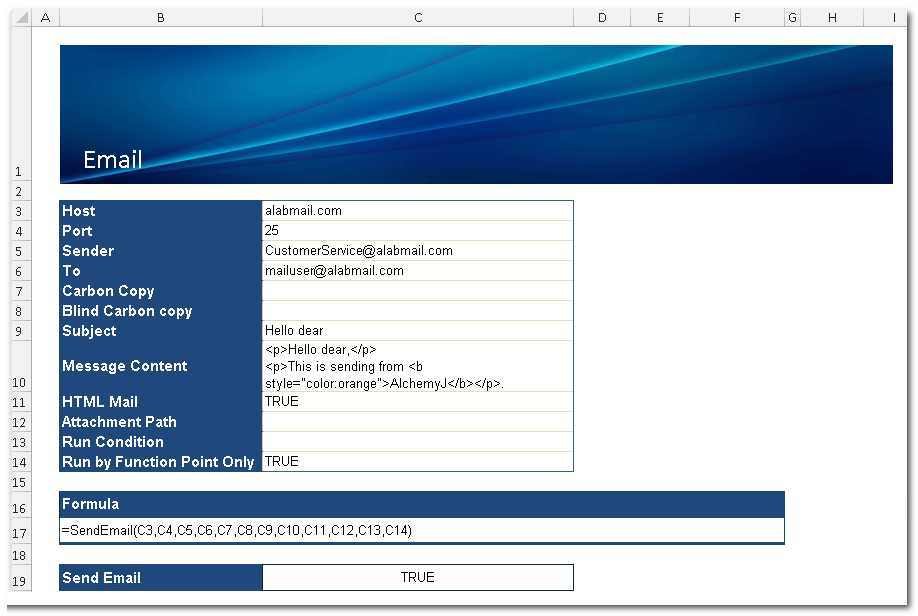 A B C D E F G H I
Email
1
2
3 Host alabmail.com
4 Port 25
5 Sender CustomerService@alabmail.com
6 To mailuser@alabmail.com
7 Carbon Copy
8 Blind Carbon copy
9 Subject Hello dear
<p>Hello dear,</p>
Message Content <p>This is sending from <b
10 style="color:orange">AlchemyJ</b></p>.
11 HTML Mail TRUE
12 Attachment Path
13 Run Condition
14 Run by Function Point Only TRUE
15
16 Formula
17 =SendEmail(C3,C4,C5,C6,C7,C8,C9,C10,C11,C12,C13,C14)
18
19 Send Email TRUE